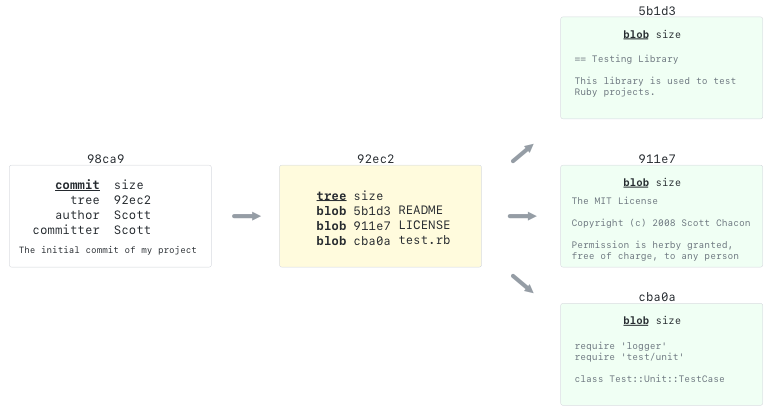 98ca9
commit size
tree 92ec2
author Scott
committer Scott
The initial commit of my project
92ec2
tree size
blob 5b1d3 README
blob 911e7 LICENSE
blob cba0a test.rb
5b1d3
blob size
== Testing Library
This library is used to test
Ruby projects.
911e7
blob size
The MIT License
Copyright (c) 2008 Scott Chacon
Permission is herby granted,
free of charge, to any person
cba0a
blob size
require 'logger'
require 'test/unit'
class Test::Unit::TestCase